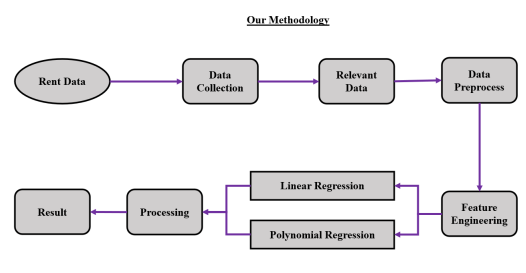 Our Methodology
Rent Data
Data
Collection
Relevant
Data
Data
Preprocess
Feature
Engineering
Linear Regression
Polynomial Regression
Processing
Result